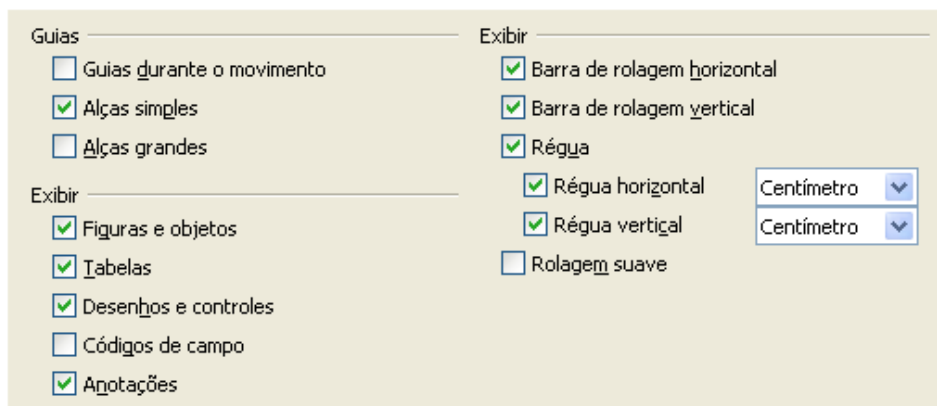 Guias
Guias durante o movimento
Alças simples
Alças grandes
Exibir
Figuras e objetos
Tabelas
Desenhos e controles
Códigos de campo
Anotações
Exibir
Barra de rolagem horizontal
Barra de rolagem vertical
Régua
Régua horizontal Centímetro
Régua vertical Centímetro
Rolagem suave